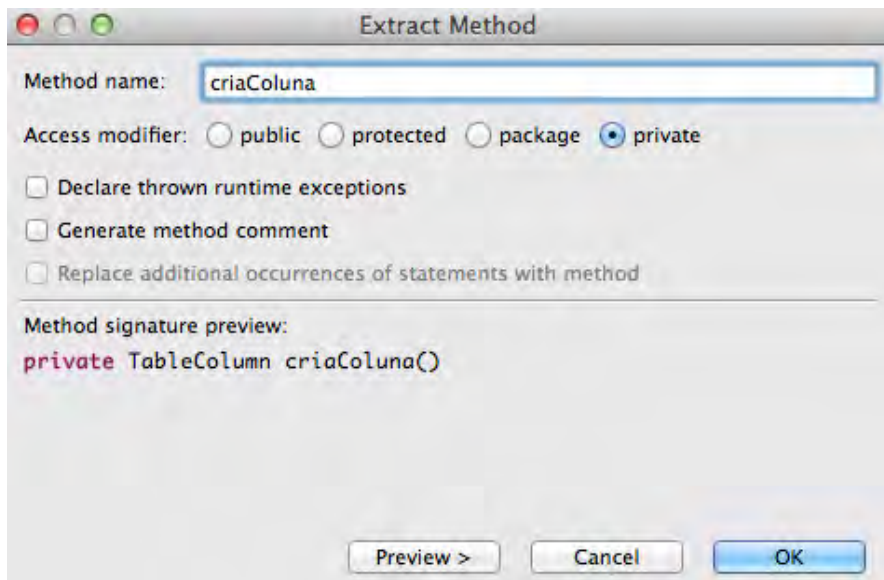 Extract Method
Method name: criaColuna
Access modifier: public protected package private
Declare thrown runtime exceptions
Generate method comment
Replace additional occurrences of statements with method
Method signature preview:
private TableColumn criaColuna()
Preview > Cancel OK